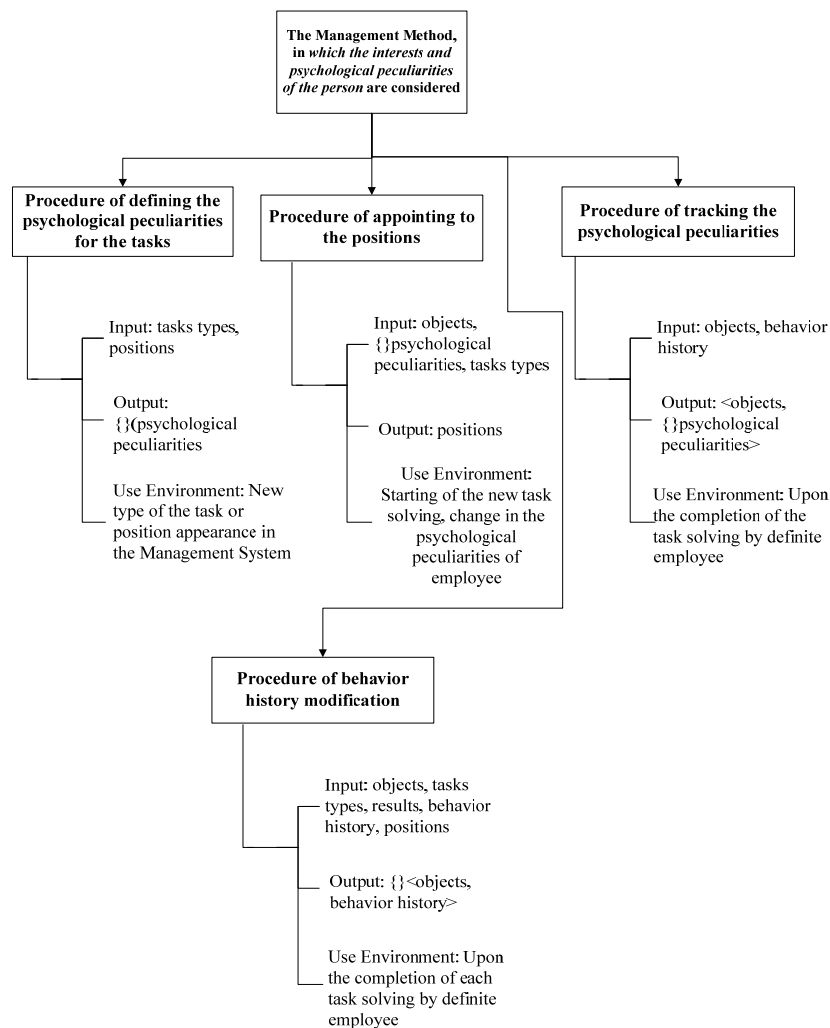 The Management Method,
in which the interests and
psychological peculiarities
of the person are considered
Procedure of defining the
psychological peculiarities
for the tasks
Input: tasks types,
positions
Output:
{}(psychological
peculiarities
Use Environment: New
type of the task or
position appearance in
the Management System
Procedure of appointing to
the positions
Input: objects,
{}psychological
peculiarities, tasks types
Output: positions
Use Environment:
Starting of the new task
solving, change in the
psychological
peculiarities of
employee
Procedure of tracking the
psychological peculiarities
Input: objects, behavior
history
Output: <objects,
{}psychological
peculiarities>
Use Environment: Upon
the completion of the
task solving by definite
employee
Procedure of behavior
history modification
Input: objects, tasks
types, results, behavior
history, positions
Output: {}<objects,
behavior history>
Use Environment: Upon
the completion of each
task solving by definite
employee